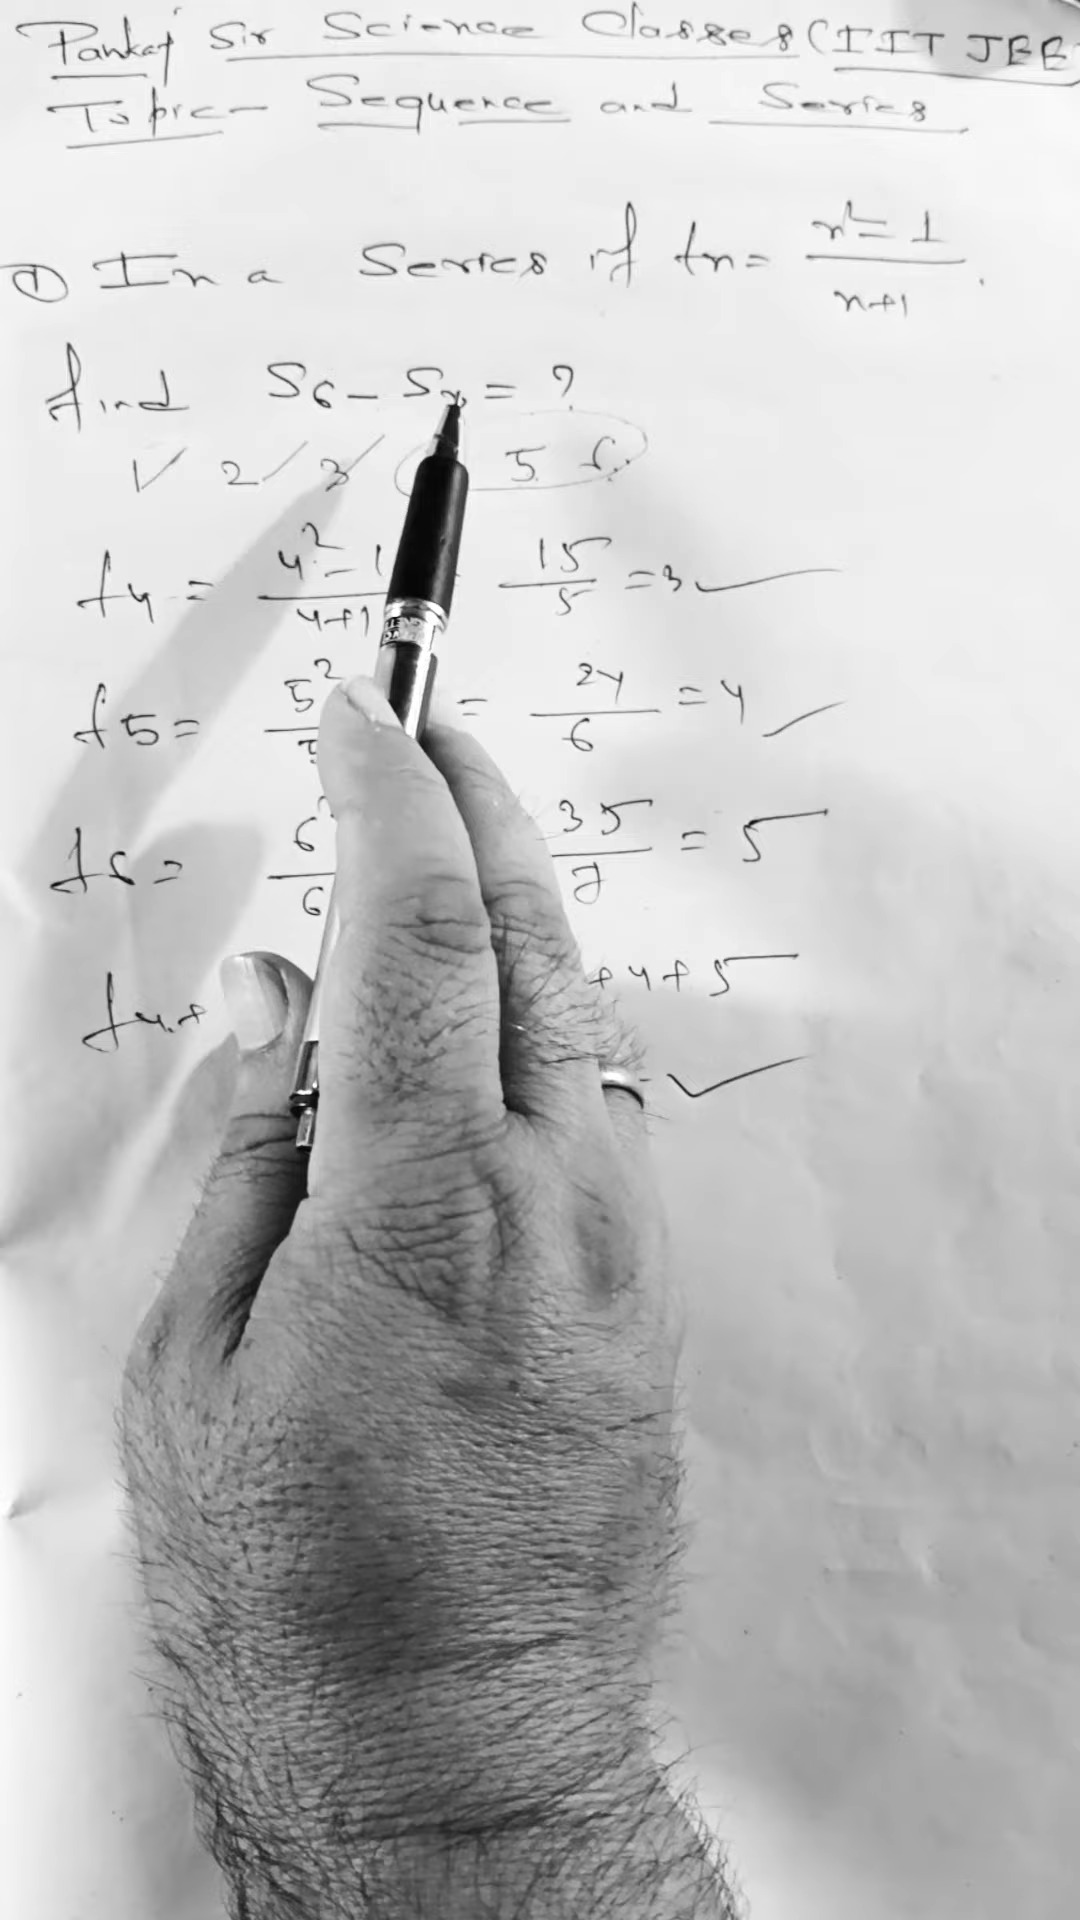 Pankaj Sir Science Classes (IIT JEE
Topic- Sequence and Series
① In a Series if tn = n²-1 / n+1 .
find S6 - S = ?
1 2 3 5 6
t4 = 4²-1 / 4+1 15 / 5 = 3
t5 = 5² / 5 = 24 / 6 = 4
t6 = 6 / 6 35 / 7 = 5
t4+ +4+5